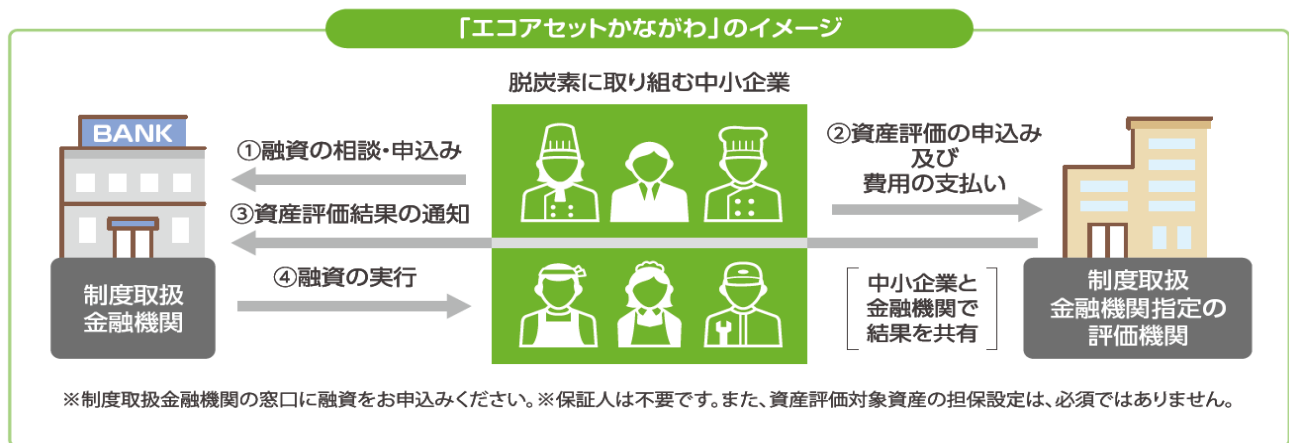 「エコアセットかながわ」のイメージ
脱炭素に取り組む中小企業
BANK
①融資の相談・申込み
②資産評価の申込み
及び
費用の支払い
③資産評価結果の通知
④融資の実行
制度取扱
金融機関
中小企業と
金融機関で
結果を共有
制度取扱
金融機関指定の
評価機関
※制度取扱金融機関の窓口に融資をお申込みください。※保証人は不要です。また、資産評価対象資産の担保設定は、必須ではありません。